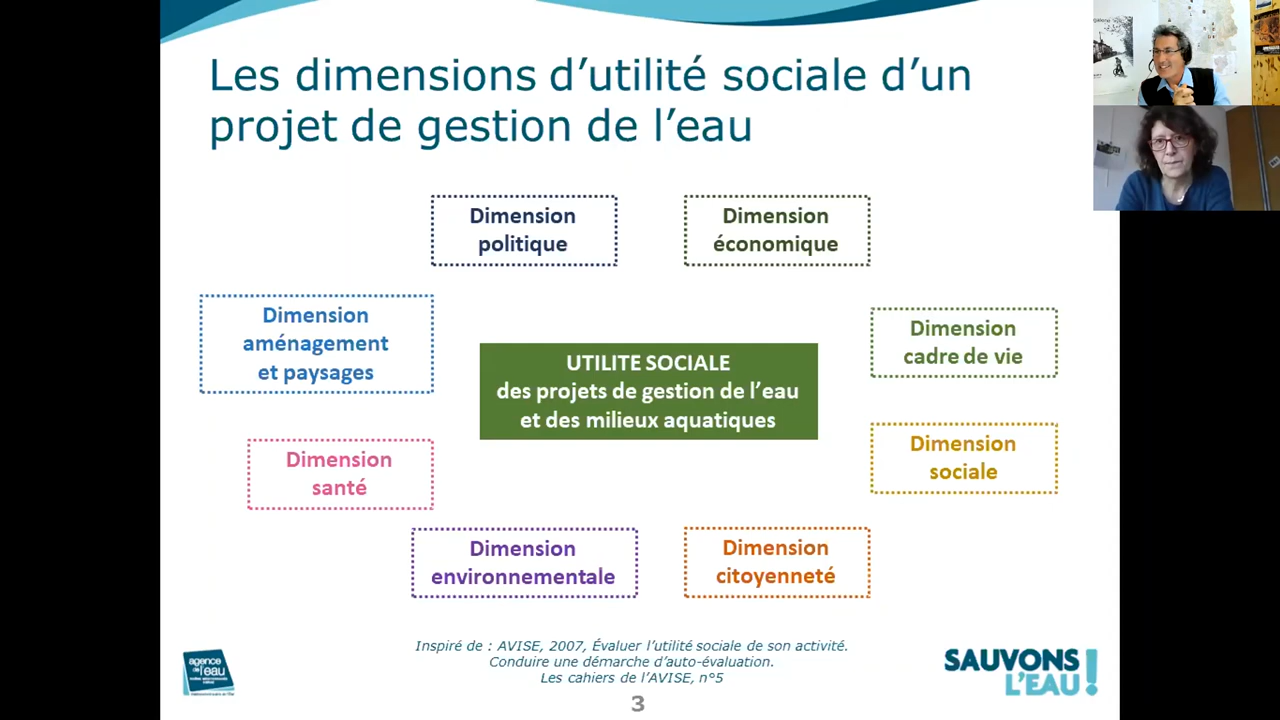 Les dimensions d’utilité sociale d’un
projet de gestion de l’eau
Dimension
politique
Dimension
économique
Dimension
aménagement
et paysages
Dimension
cadre de vie
UTILITE SOCIALE
des projets de gestion de l’eau
et des milieux aquatiques
Dimension
santé
Dimension
sociale
Dimension
environnementale
Dimension
citoyenneté
Inspiré de : AVISE, 2007, Évaluer l’utilité sociale de son activité.
Conduire une démarche d’auto-évaluation.
Les cahiers de l’AVISE, n°5
agence
de l’eau
SAUVONS
L’EAU!
3